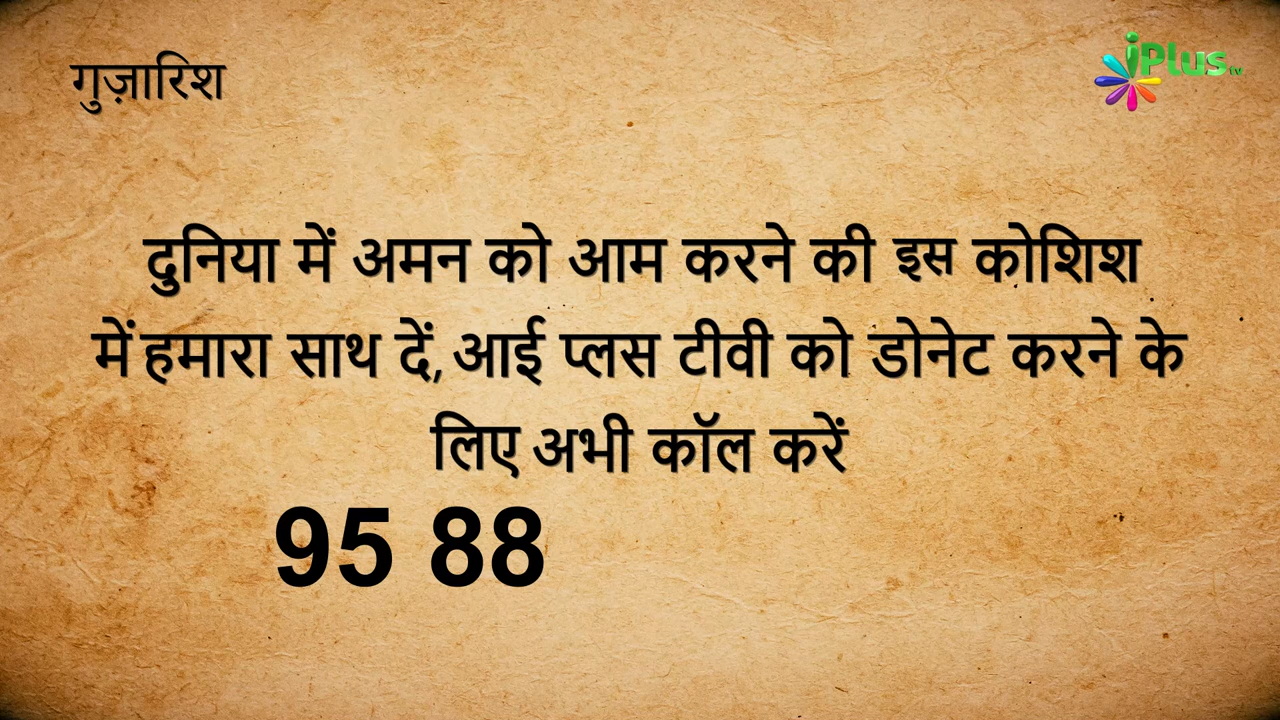 गुज़ारिश
iPlus tv
दुनिया में अमन को आम करने की इस कोशिश
में हमारा साथ दें, आई प्लस टीवी को डोनेट करने के
लिए अभी कॉल करें
95 88